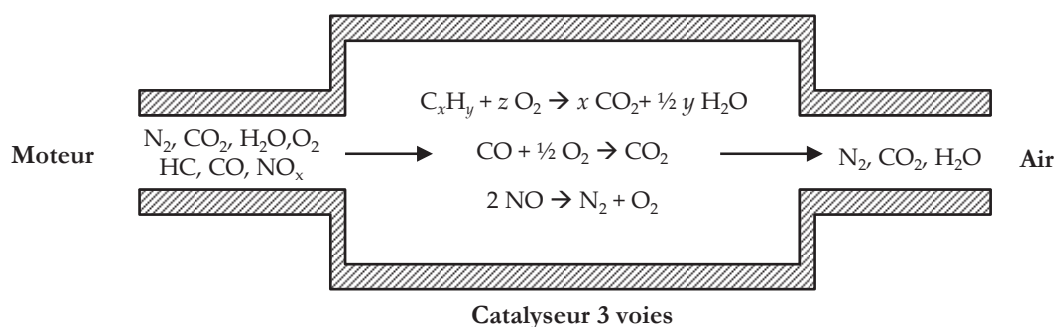 CₓHᵧ + z O₂ → x CO₂+ ½ y H₂O
Moteur
N₂, CO₂, H₂O,O₂
HC, CO, NOₓ
CO + ½ O₂ → CO₂
2 NO → N₂ + O₂
N₂, CO₂, H₂O
Air
Catalyseur 3 voies